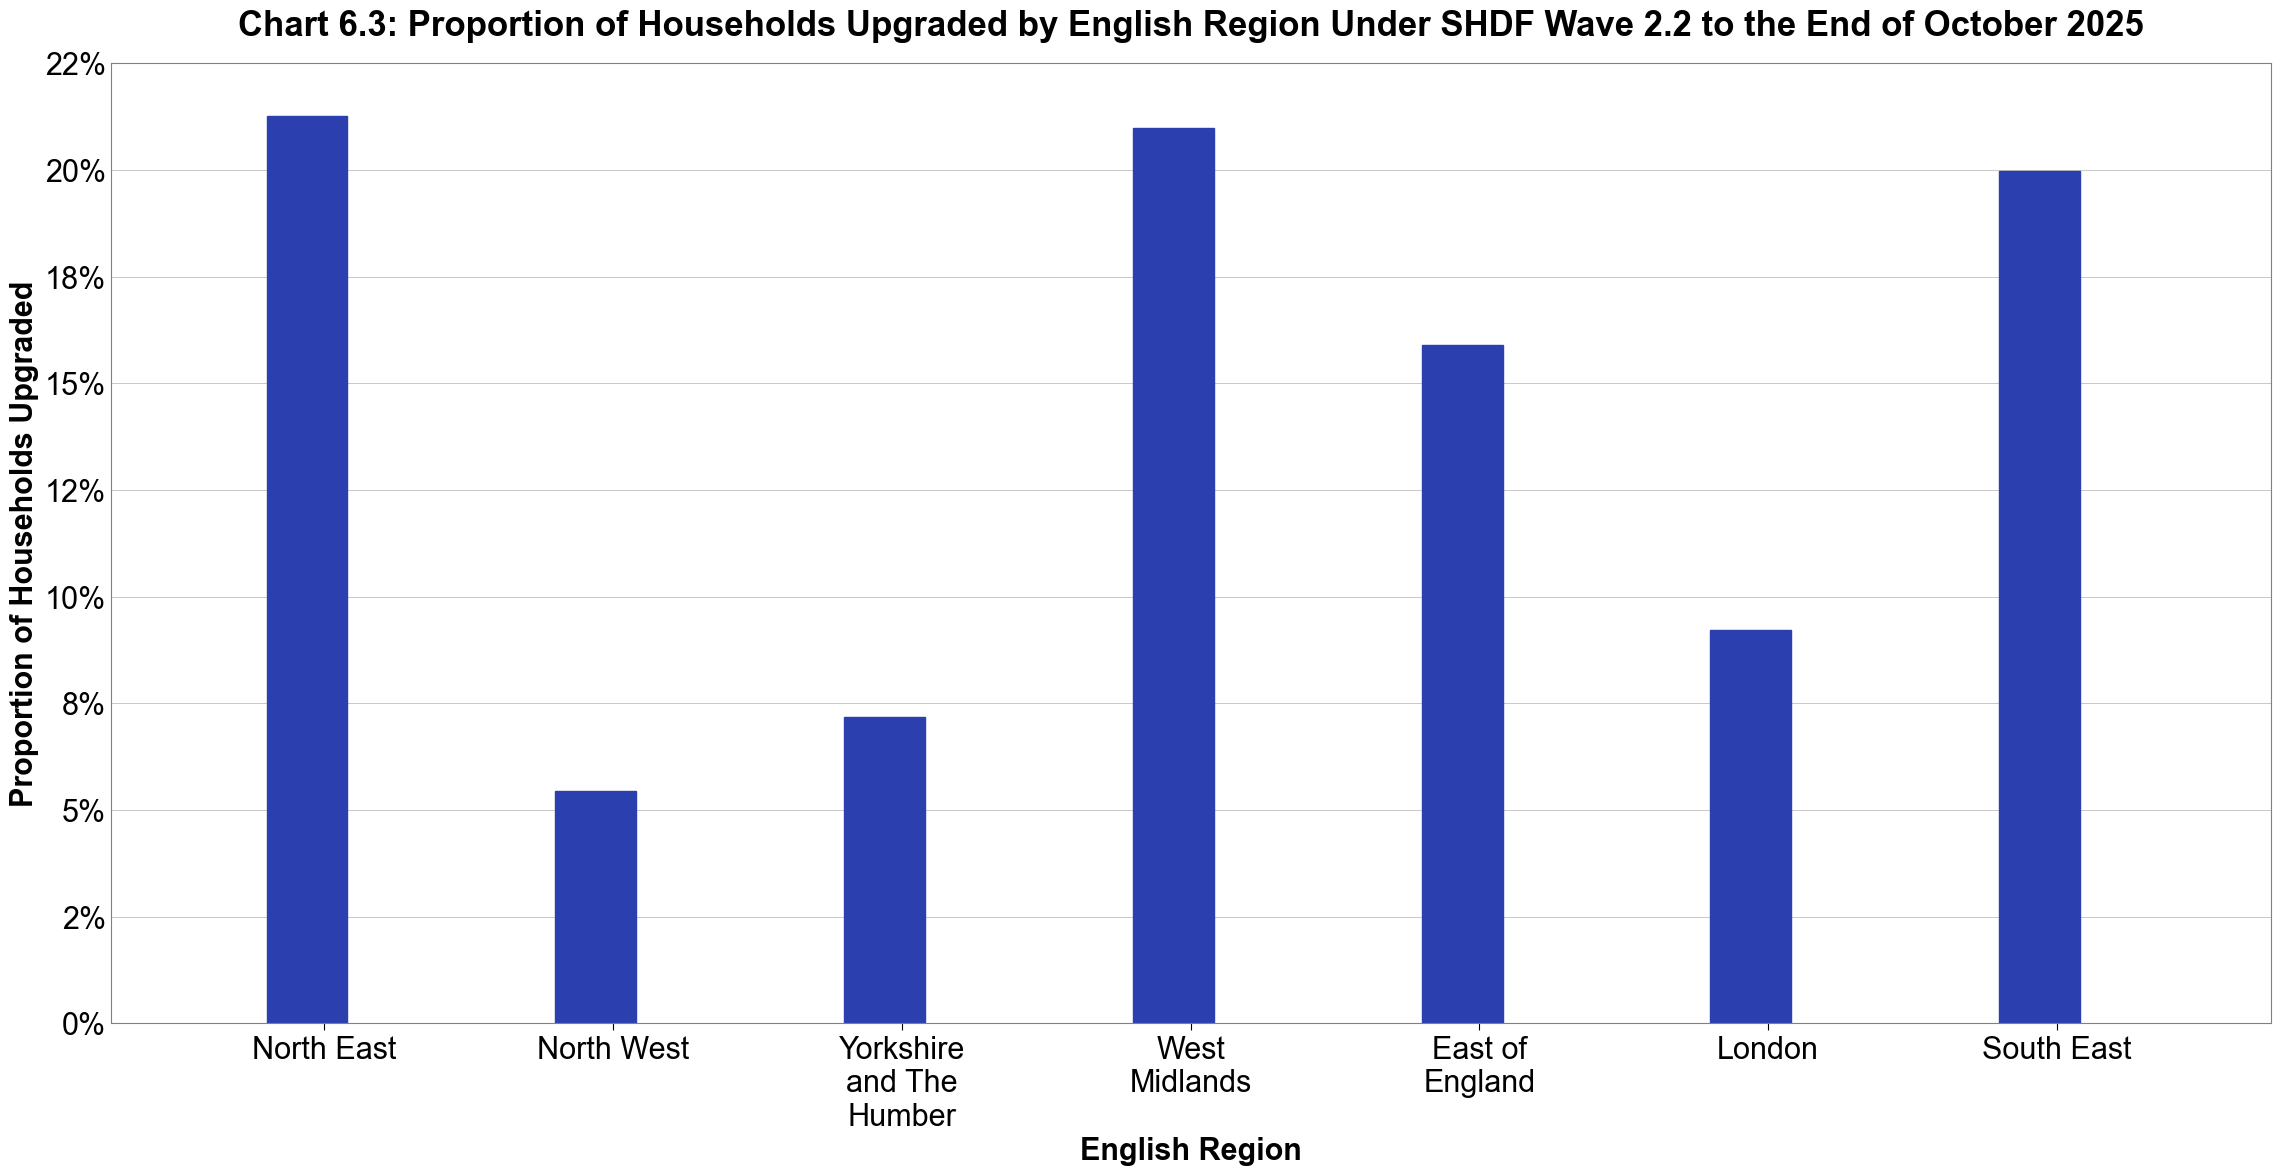 Chart 6.3: Proportion of Households Upgraded by English Region Under SHDF Wave 2.2 to the End of October 2025
Proportion of Households Upgraded
22%
20%
18%
15%
12%
10%
8%
5%
2%
0%
North East
North West
Yorkshire
and The
Humber
West
Midlands
East of
England
London
South East
English Region